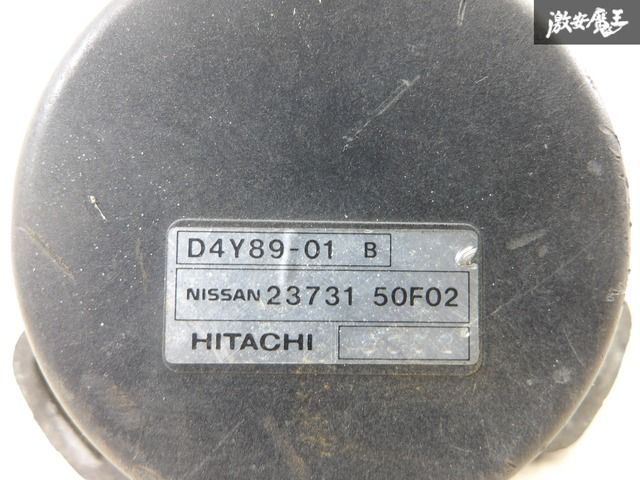 激安魔王
D4Y89-01 B
NISSAN 23731 50F02
HITACHI